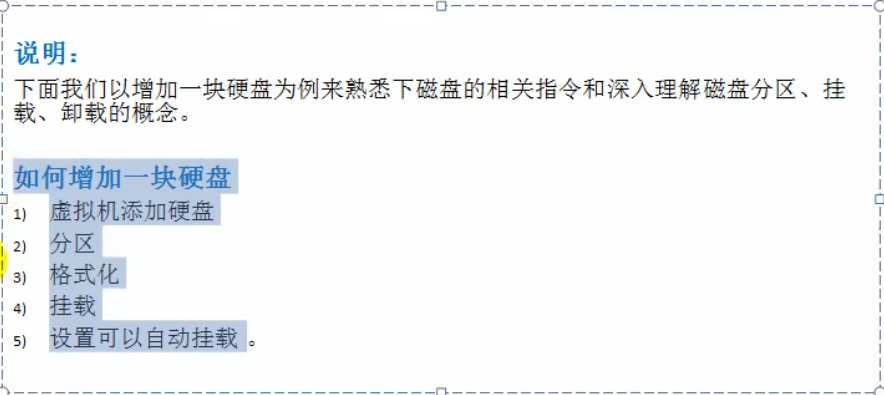 说明：
下面我们以增加一块硬盘为例来熟悉下磁盘的相关指令和深入理解磁盘分区、挂
载、卸载的概念。
如何增加一块硬盘
1) 虚拟机添加硬盘
2) 分区
3) 格式化
4) 挂载
5) 设置可以自动挂载。